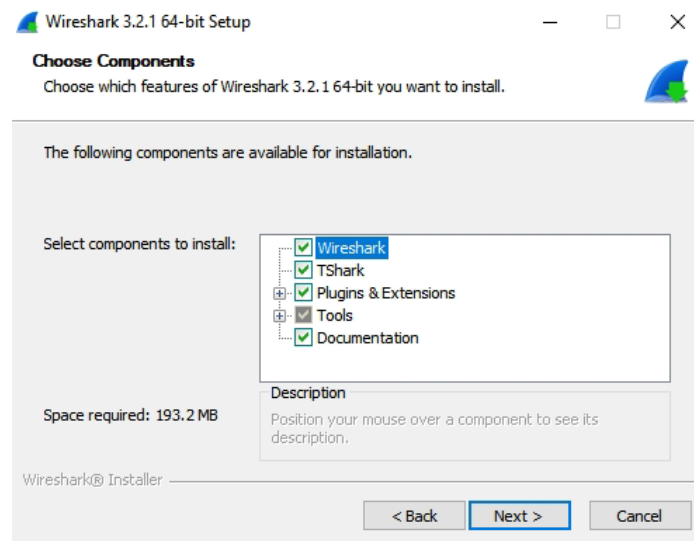 Wireshark 3.2.1 64-bit Setup
Choose Components
Choose which features of Wireshark 3.2.1 64-bit you want to install.
The following components are available for installation.
Select components to install:
Wireshark
TShark
Plugins & Extensions
Tools
Documentation
Space required: 193.2 MB
Description
Position your mouse over a component to see its
description.
Wireshark® Installer
< Back
Next >
Cancel